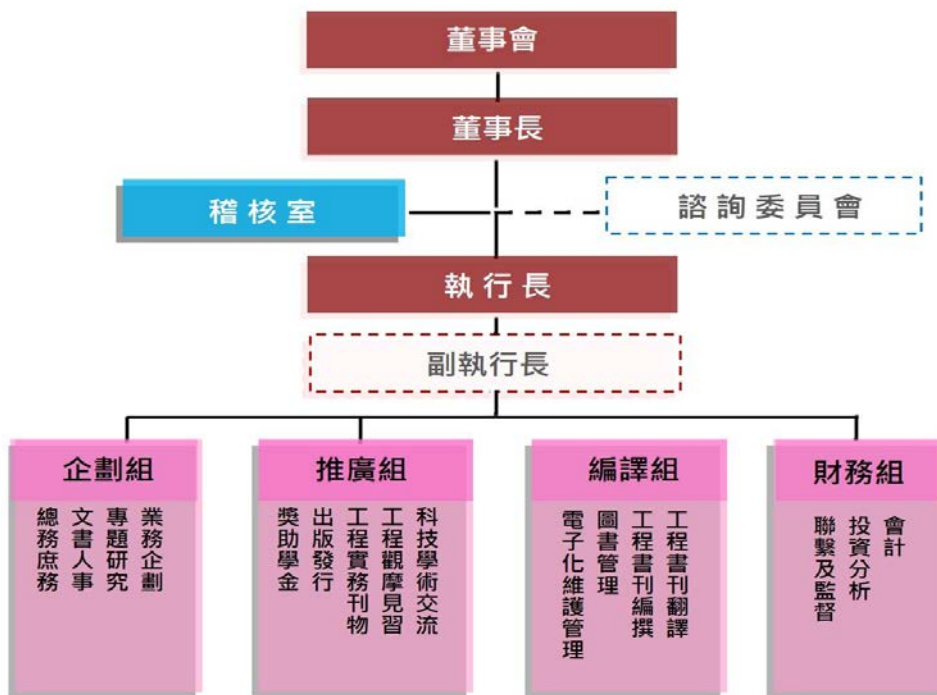 董事會
董事長
稽核室
諮詢委員會
執行長
副執行長
企劃組
業務企劃
專題研究
文書人事
總務庶務
推廣組
科技學術交流
工程觀摩見習
工程實務刊物
出版發行
獎助學金
編譯組
工程書刊翻譯
工程書刊編撰
圖書管理
電子化維護管理
財務組
會計
投資分析
聯繫及監督